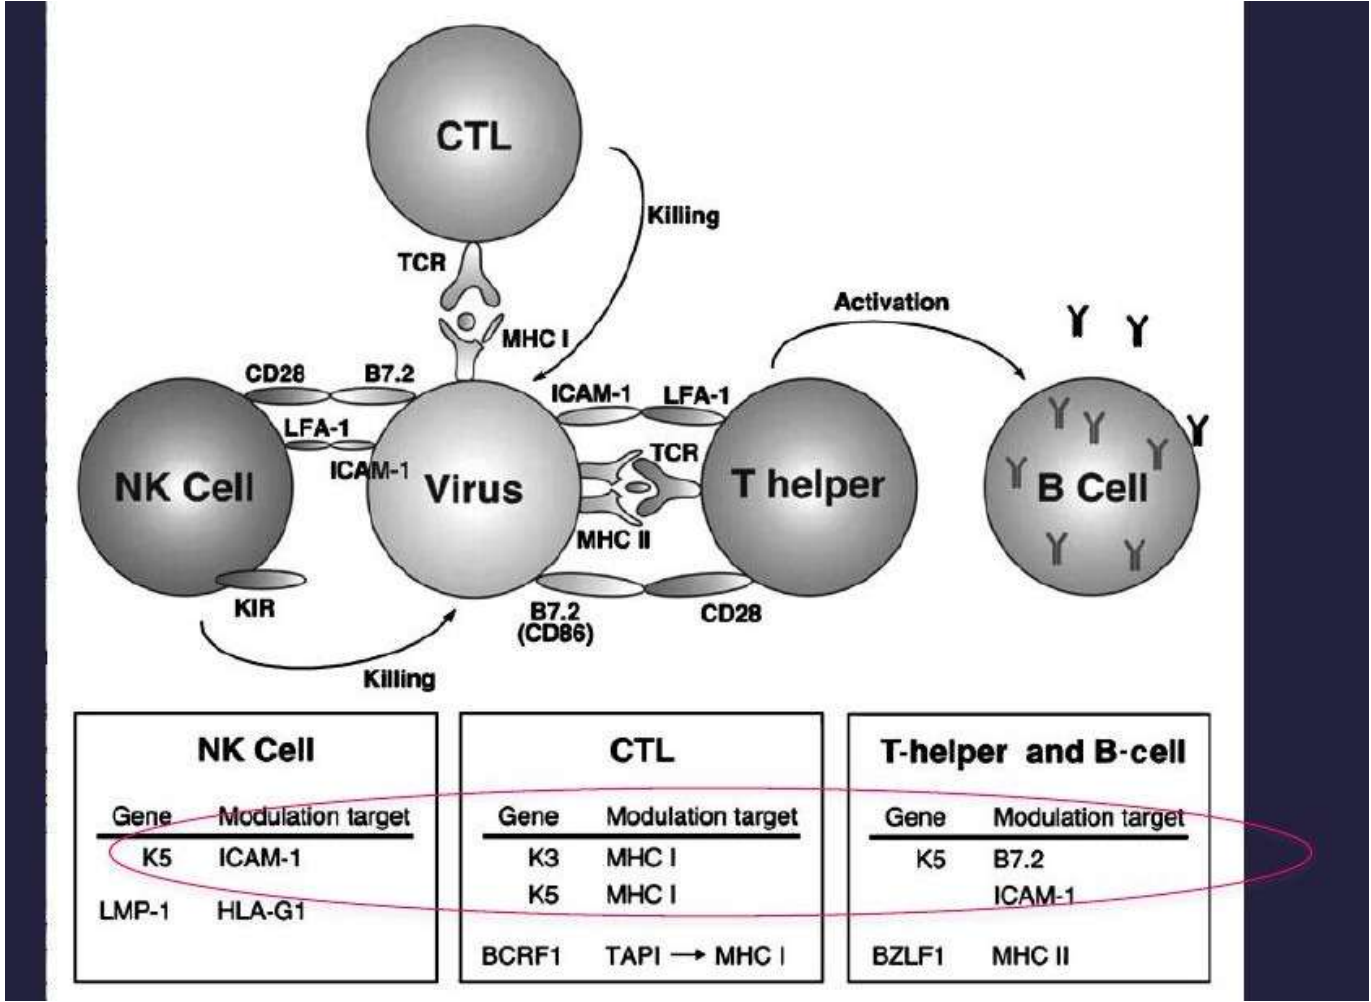 CTL
Killing
TCR
MHC I
Activation
CD28
B7.2
ICAM-1
LFA-1
LFA-1
ICAM-1
TCR
NK Cell
Virus
T helper
B Cell
MHC II
KIR
B7.2
(CD86)
CD28
Killing
NK Cell
Gene Modulation target
K5 ICAM-1
LMP-1 HLA-G1
CTL
Gene Modulation target
K3 MHC I
K5 MHC I
BCRF1 TAPI → MHC I
T-helper and B-cell
Gene Modulation target
K5 B7.2
ICAM-1
BZLF1 MHC II